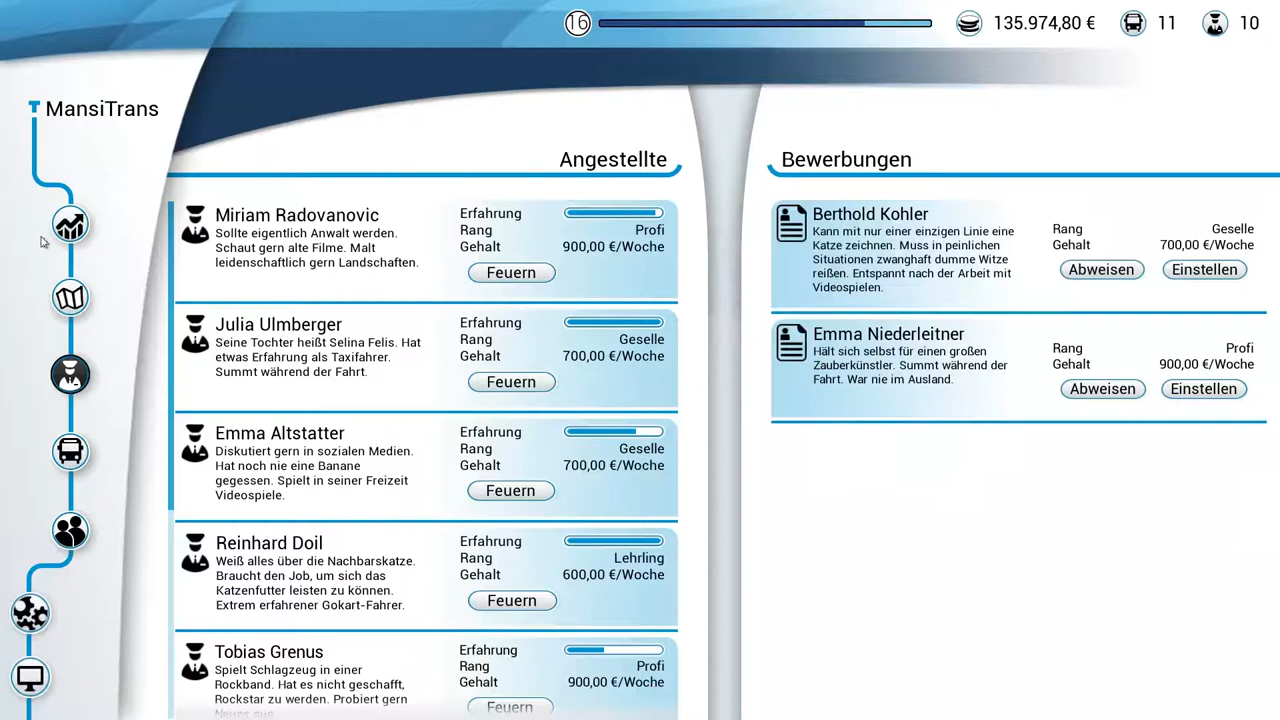 16
135.974,80 €
11
10
MansiTrans
Angestellte
Miriam Radovanovic
Sollte eigentlich Anwalt werden.
Schaut gern alte Filme. Malt
leidenschaftlich gern Landschaften.
Erfahrung
Rang Profi
Gehalt 900,00 €/Woche
Feuern
Julia Ulmberger
Seine Tochter heißt Selina Felis. Hat
etwas Erfahrung als Taxifahrer.
Summt während der Fahrt.
Erfahrung
Rang Geselle
Gehalt 700,00 €/Woche
Feuern
Emma Altstatter
Diskutiert gern in sozialen Medien.
Hat noch nie eine Banane
gegessen. Spielt in seiner Freizeit
Videospiele.
Erfahrung
Rang Geselle
Gehalt 700,00 €/Woche
Feuern
Reinhard Doil
Weiß alles über die Nachbarskatze.
Braucht den Job, um sich das
Katzenfutter leisten zu können.
Extrem erfahrener Gokart-Fahrer.
Erfahrung
Rang Lehrling
Gehalt 600,00 €/Woche
Feuern
Tobias Grenus
Spielt Schlagzeug in einer
Rockband. Hat es nicht geschafft,
Rockstar zu werden. Probiert gern
Neues aus.
Erfahrung
Rang Profi
Gehalt 900,00 €/Woche
Feuern
Bewerbungen
Berthold Kohler
Kann mit nur einer einzigen Linie eine
Katze zeichnen. Muss in peinlichen
Situationen zwanghaft dumme Witze
reißen. Entspannt nach der Arbeit mit
Videospielen.
Rang Geselle
Gehalt 700,00 €/Woche
Abweisen Einstellen
Emma Niederleitner
Hält sich selbst für einen großen
Zauberkünstler. Summt während der
Fahrt. War nie im Ausland.
Rang Profi
Gehalt 900,00 €/Woche
Abweisen Einstellen